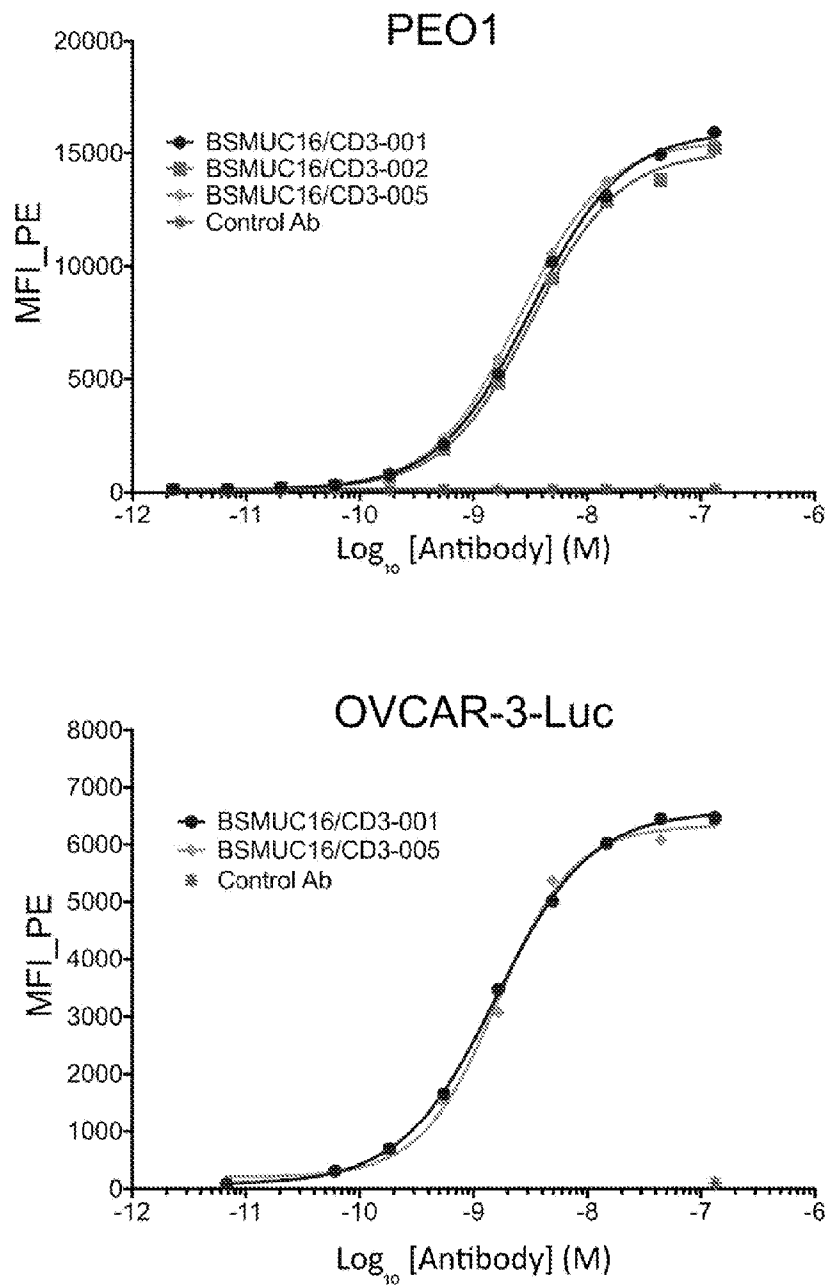 PEO1
20000
15000
10000
5000
0
MFI_PE
BSMUC16/CD3-001
BSMUC16/CD3-002
BSMUC16/CD3-005
Control Ab
-12 -11 -10 -9 -8 -7 -6
Log₁₀ [Antibody] (M)
OVCAR-3-Luc
8000
7000
6000
5000
4000
3000
2000
1000
0
MFI_PE
BSMUC16/CD3-001
BSMUC16/CD3-005
Control Ab
-12 -11 -10 -9 -8 -7 -6
Log₁₀ [Antibody] (M)